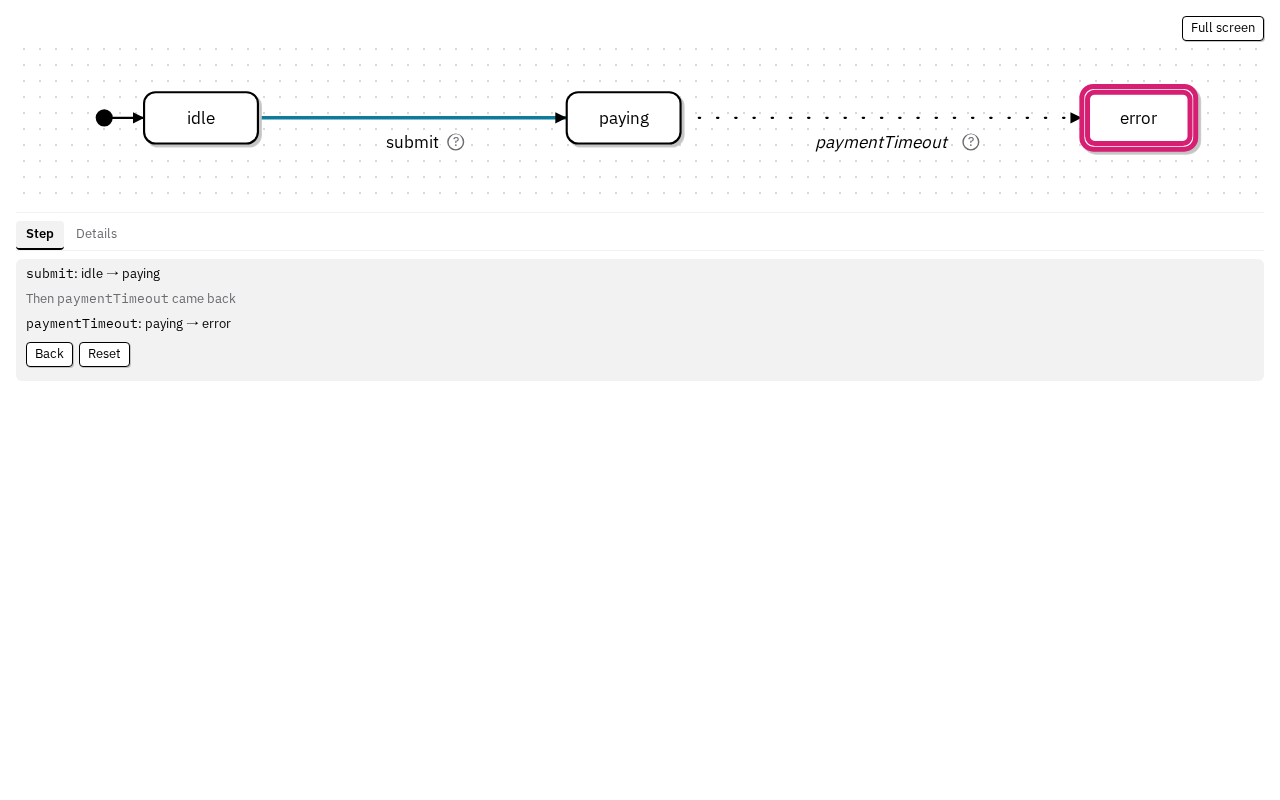 Full screen
idle
paying
error
submit ?
paymentTimeout ?
Step
Details
submit: idle → paying
Then paymentTimeout came back
paymentTimeout: paying → error
Back
Reset